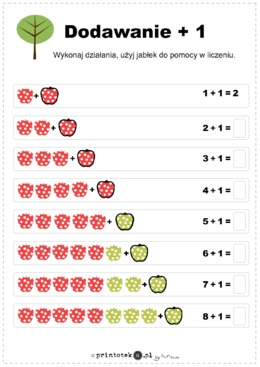 Dodawanie + 1
Wykonaj działania, użyj jabłek do pomocy w liczeniu.
+ 1 + 1 = 2
+ 2 + 1 =
+ 3 + 1 =
+ 4 + 1 =
+ 5 + 1 =
+ 6 + 1 =
+ 7 + 1 =
+ 8 + 1 =
© printotek.pl by